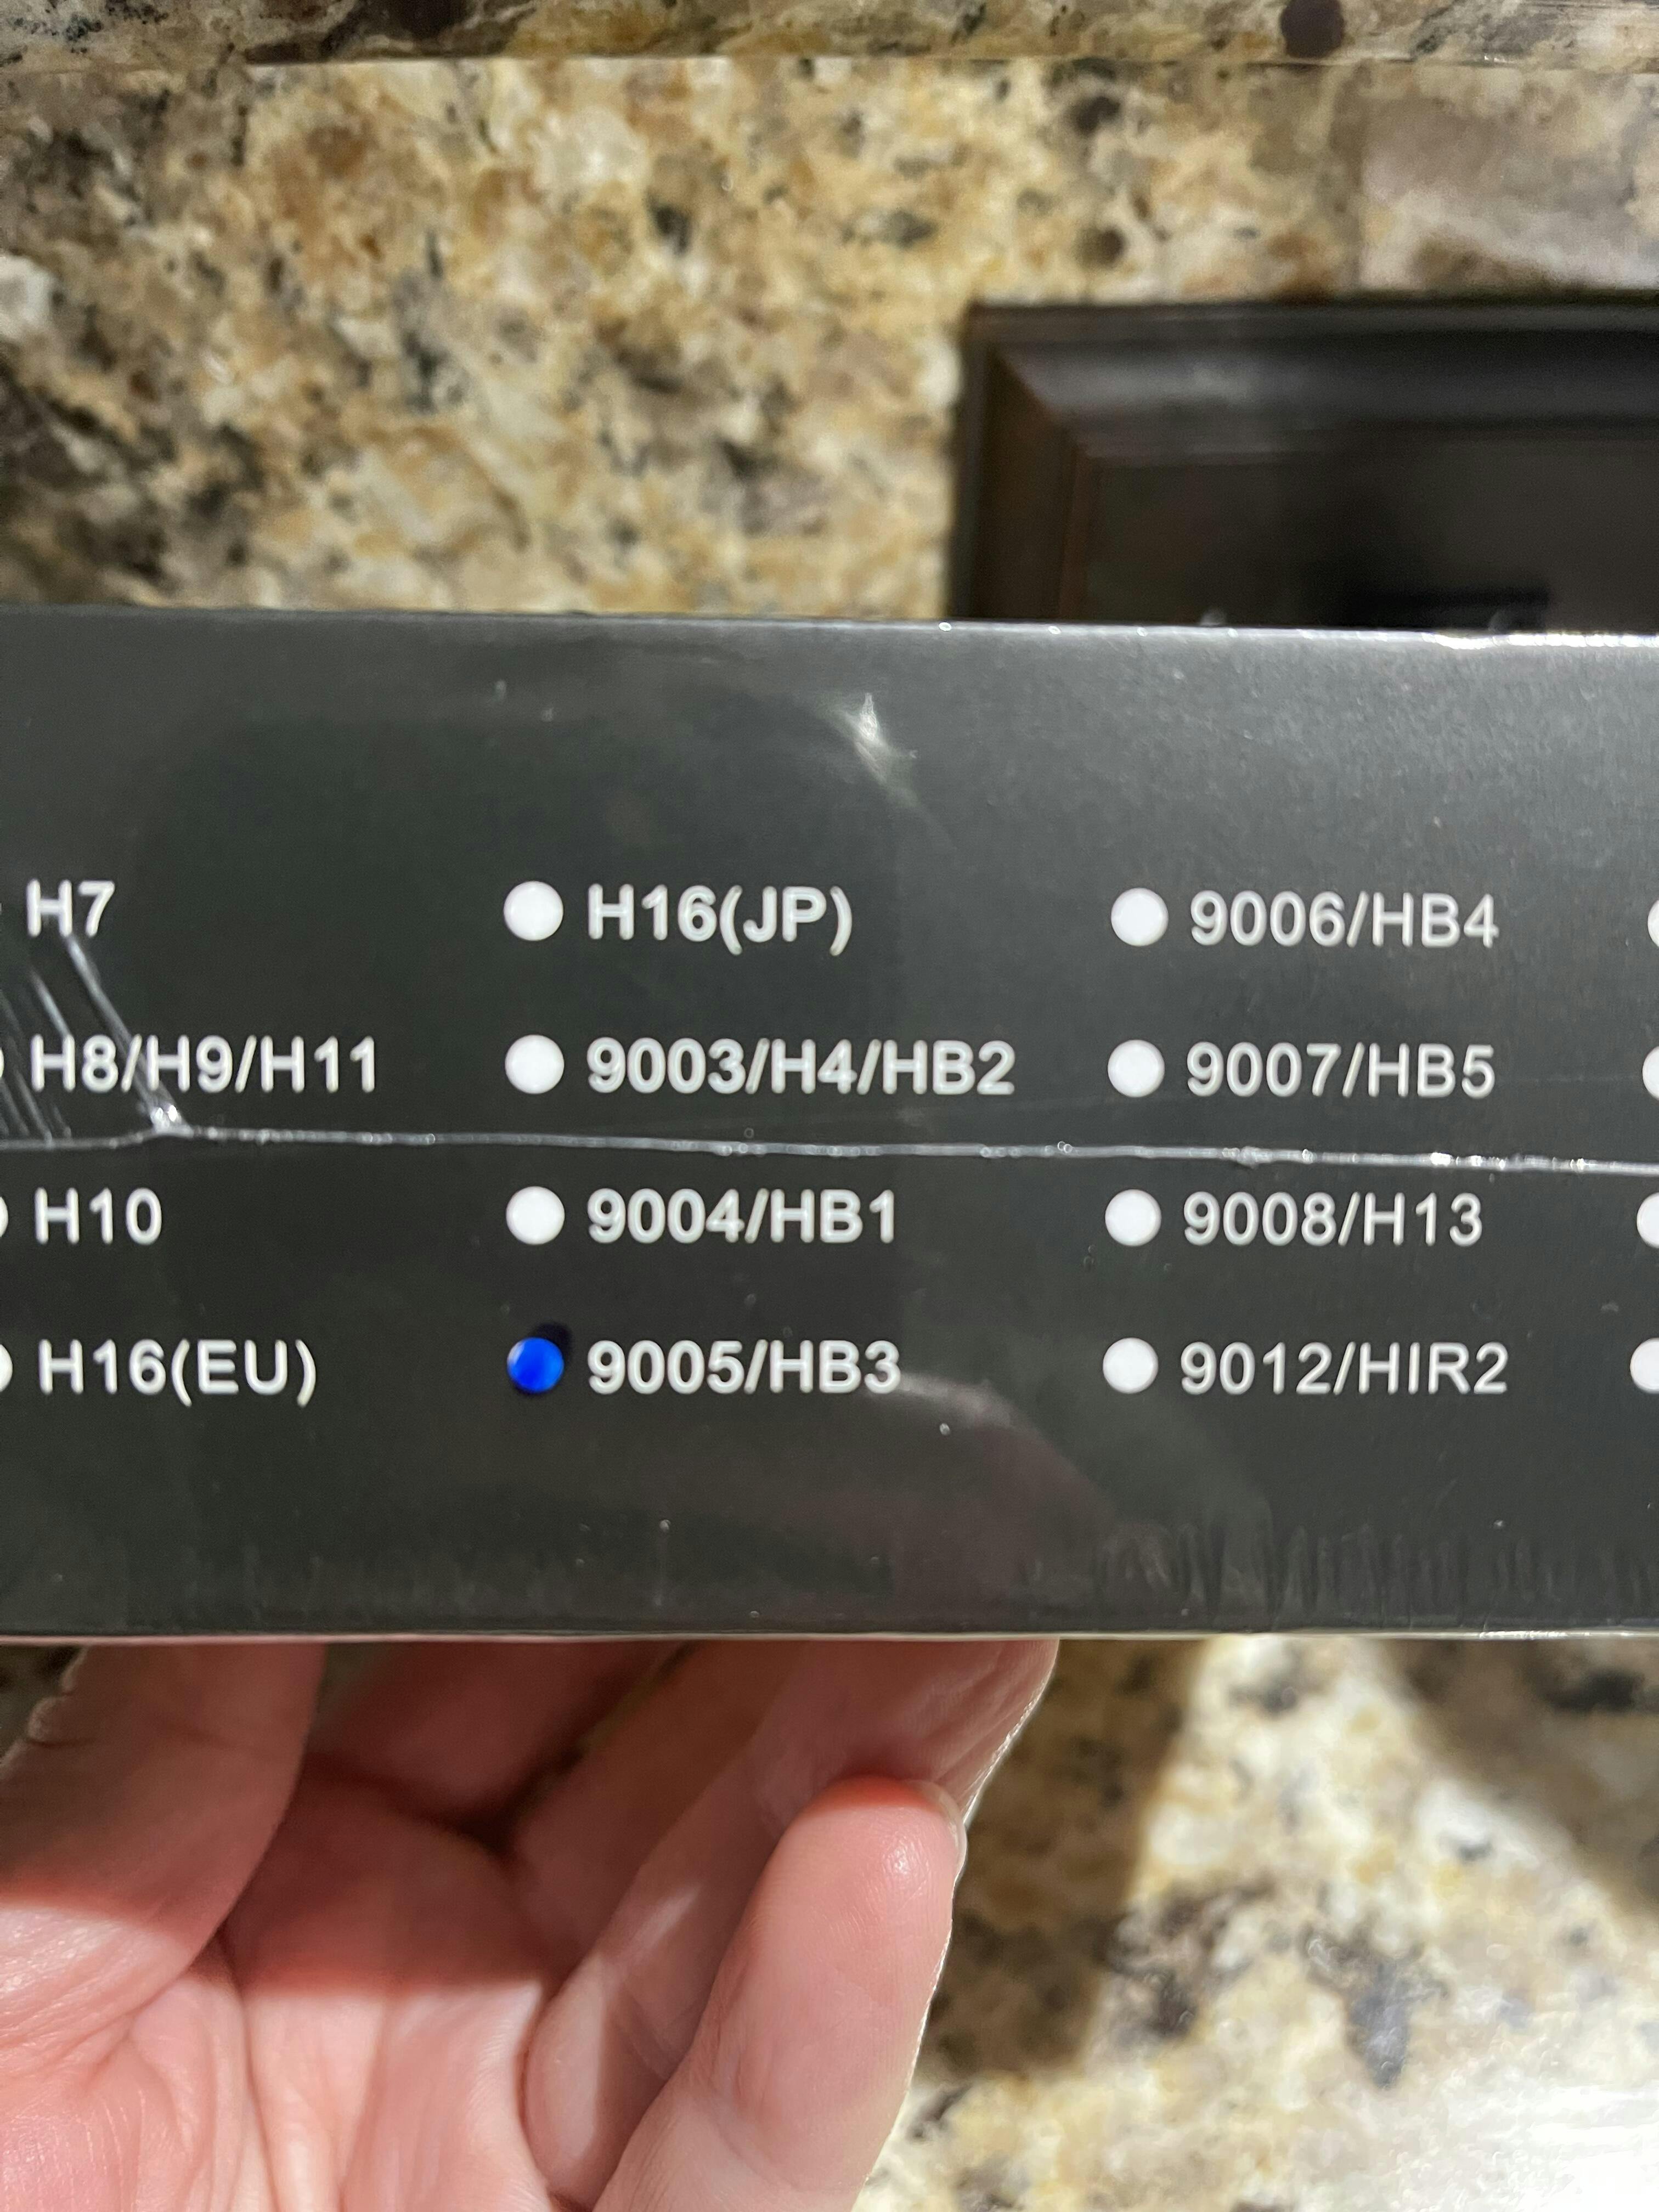 H7 H16(JP) 9006/HB4
H8/H9/H11 9003/H4/HB2 9007/HB5
H10 9004/HB1 9008/H13
H16(EU) 9005/HB3 9012/HIR2